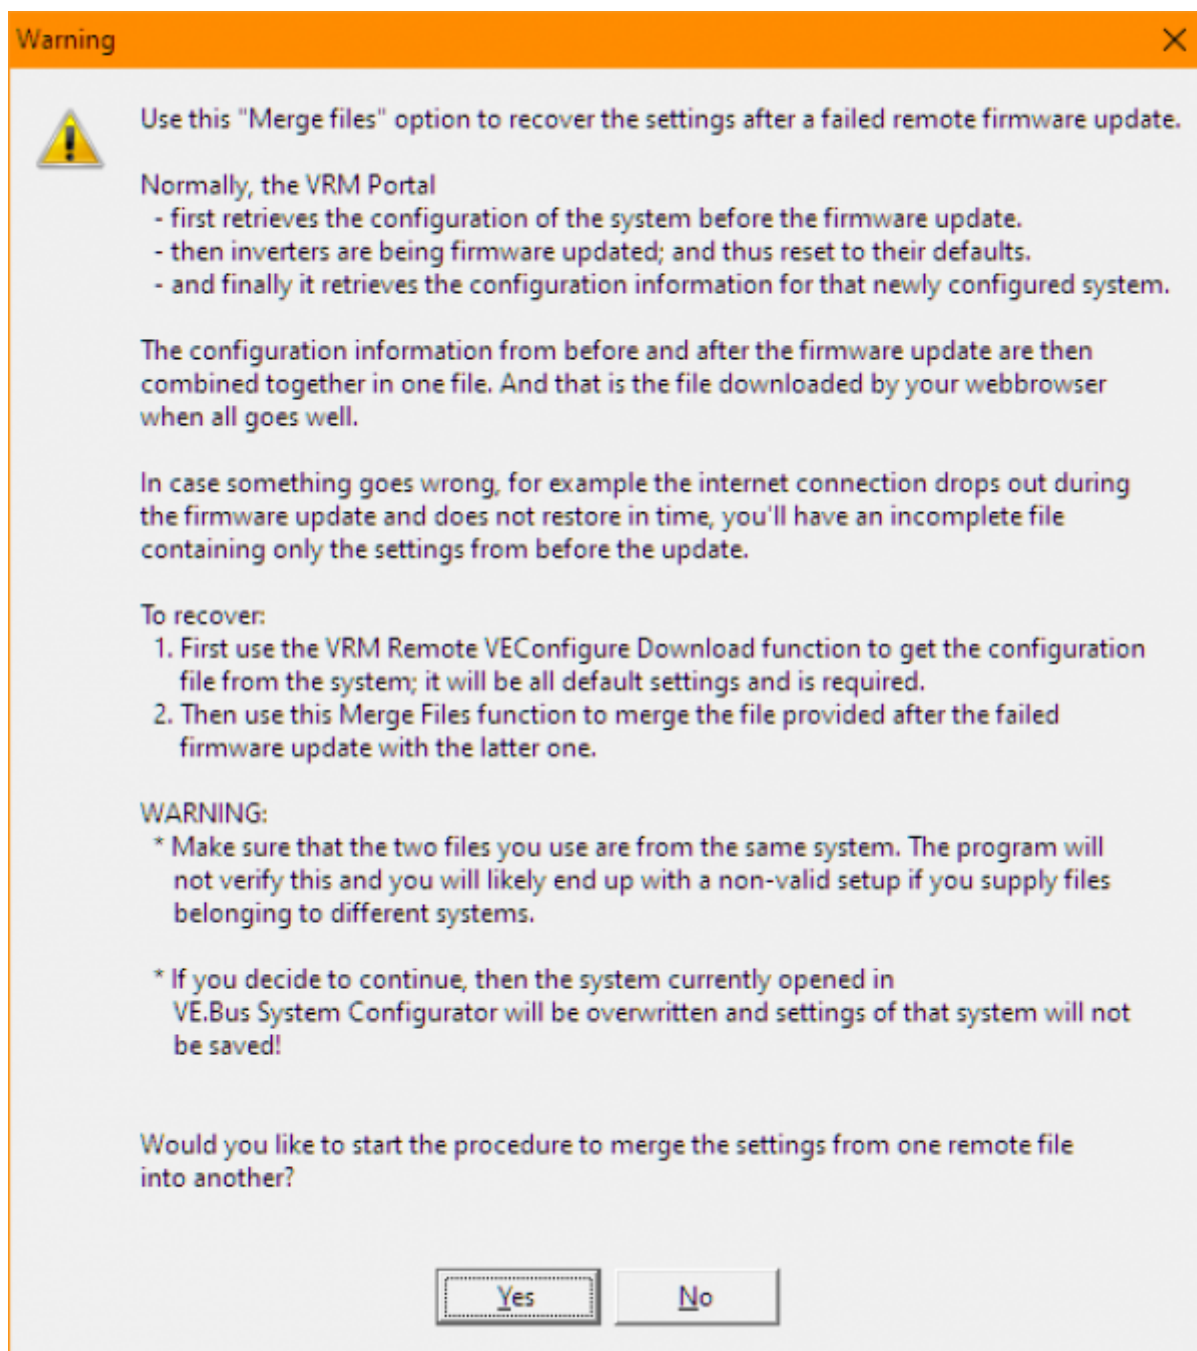 Warning
Use this "Merge files" option to recover the settings after a failed remote firmware update.
Normally, the VRM Portal
- first retrieves the configuration of the system before the firmware update.
- then inverters are being firmware updated; and thus reset to their defaults.
- and finally it retrieves the configuration information for that newly configured system.
The configuration information from before and after the firmware update are then
combined together in one file. And that is the file downloaded by your webbrowser
when all goes well.
In case something goes wrong, for example the internet connection drops out during
the firmware update and does not restore in time, you'll have an incomplete file
containing only the settings from before the update.
To recover:
1. First use the VRM Remote VEConfigure Download function to get the configuration
file from the system; it will be all default settings and is required.
2. Then use this Merge Files function to merge the file provided after the failed
firmware update with the latter one.
WARNING:
* Make sure that the two files you use are from the same system. The program will
not verify this and you will likely end up with a non-valid setup if you supply files
belonging to different systems.
* If you decide to continue, then the system currently opened in
VE.Bus System Configurator will be overwritten and settings of that system will not
be saved!
Would you like to start the procedure to merge the settings from one remote file
into another?
Yes No